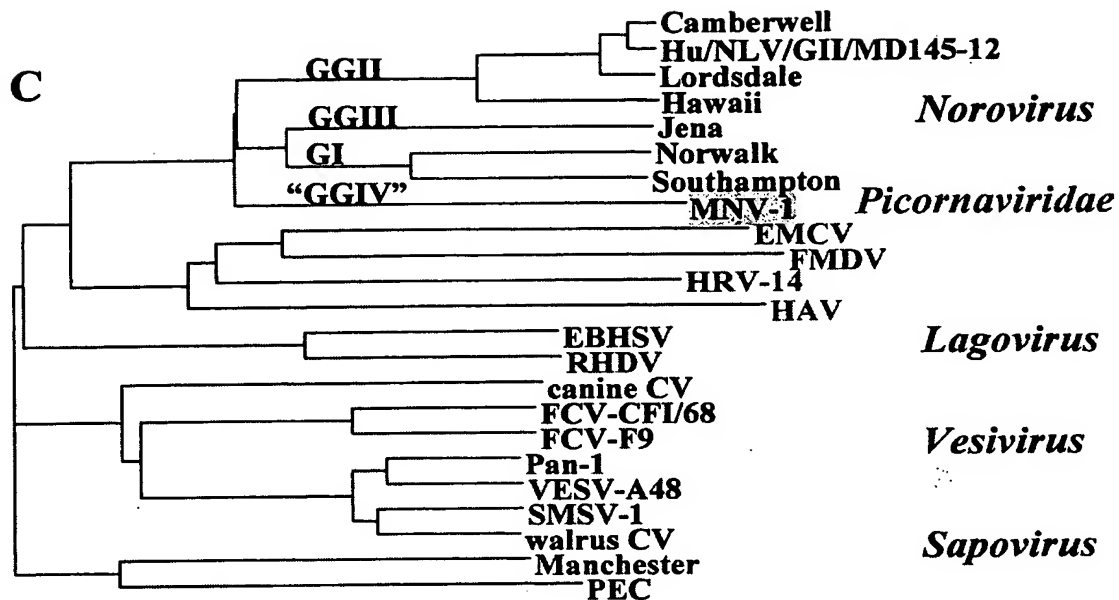 C
Camberwell
Hu/NLV/GII/MD145-12
GGII
Lordsdale
Hawaii
Norovirus
GGIII
Jena
GI
Norwalk
Southampton
"GGIV"
MNV-1
Picornaviridae
EMCV
FMDV
HRV-14
HAV
EBHSV
Lagovirus
RHDV
canine CV
FCV-CFI/68
FCV-F9
Vesivirus
Pan-1
VESV-A48
SMSV-1
walrus CV
Sapovirus
Manchester
PEC